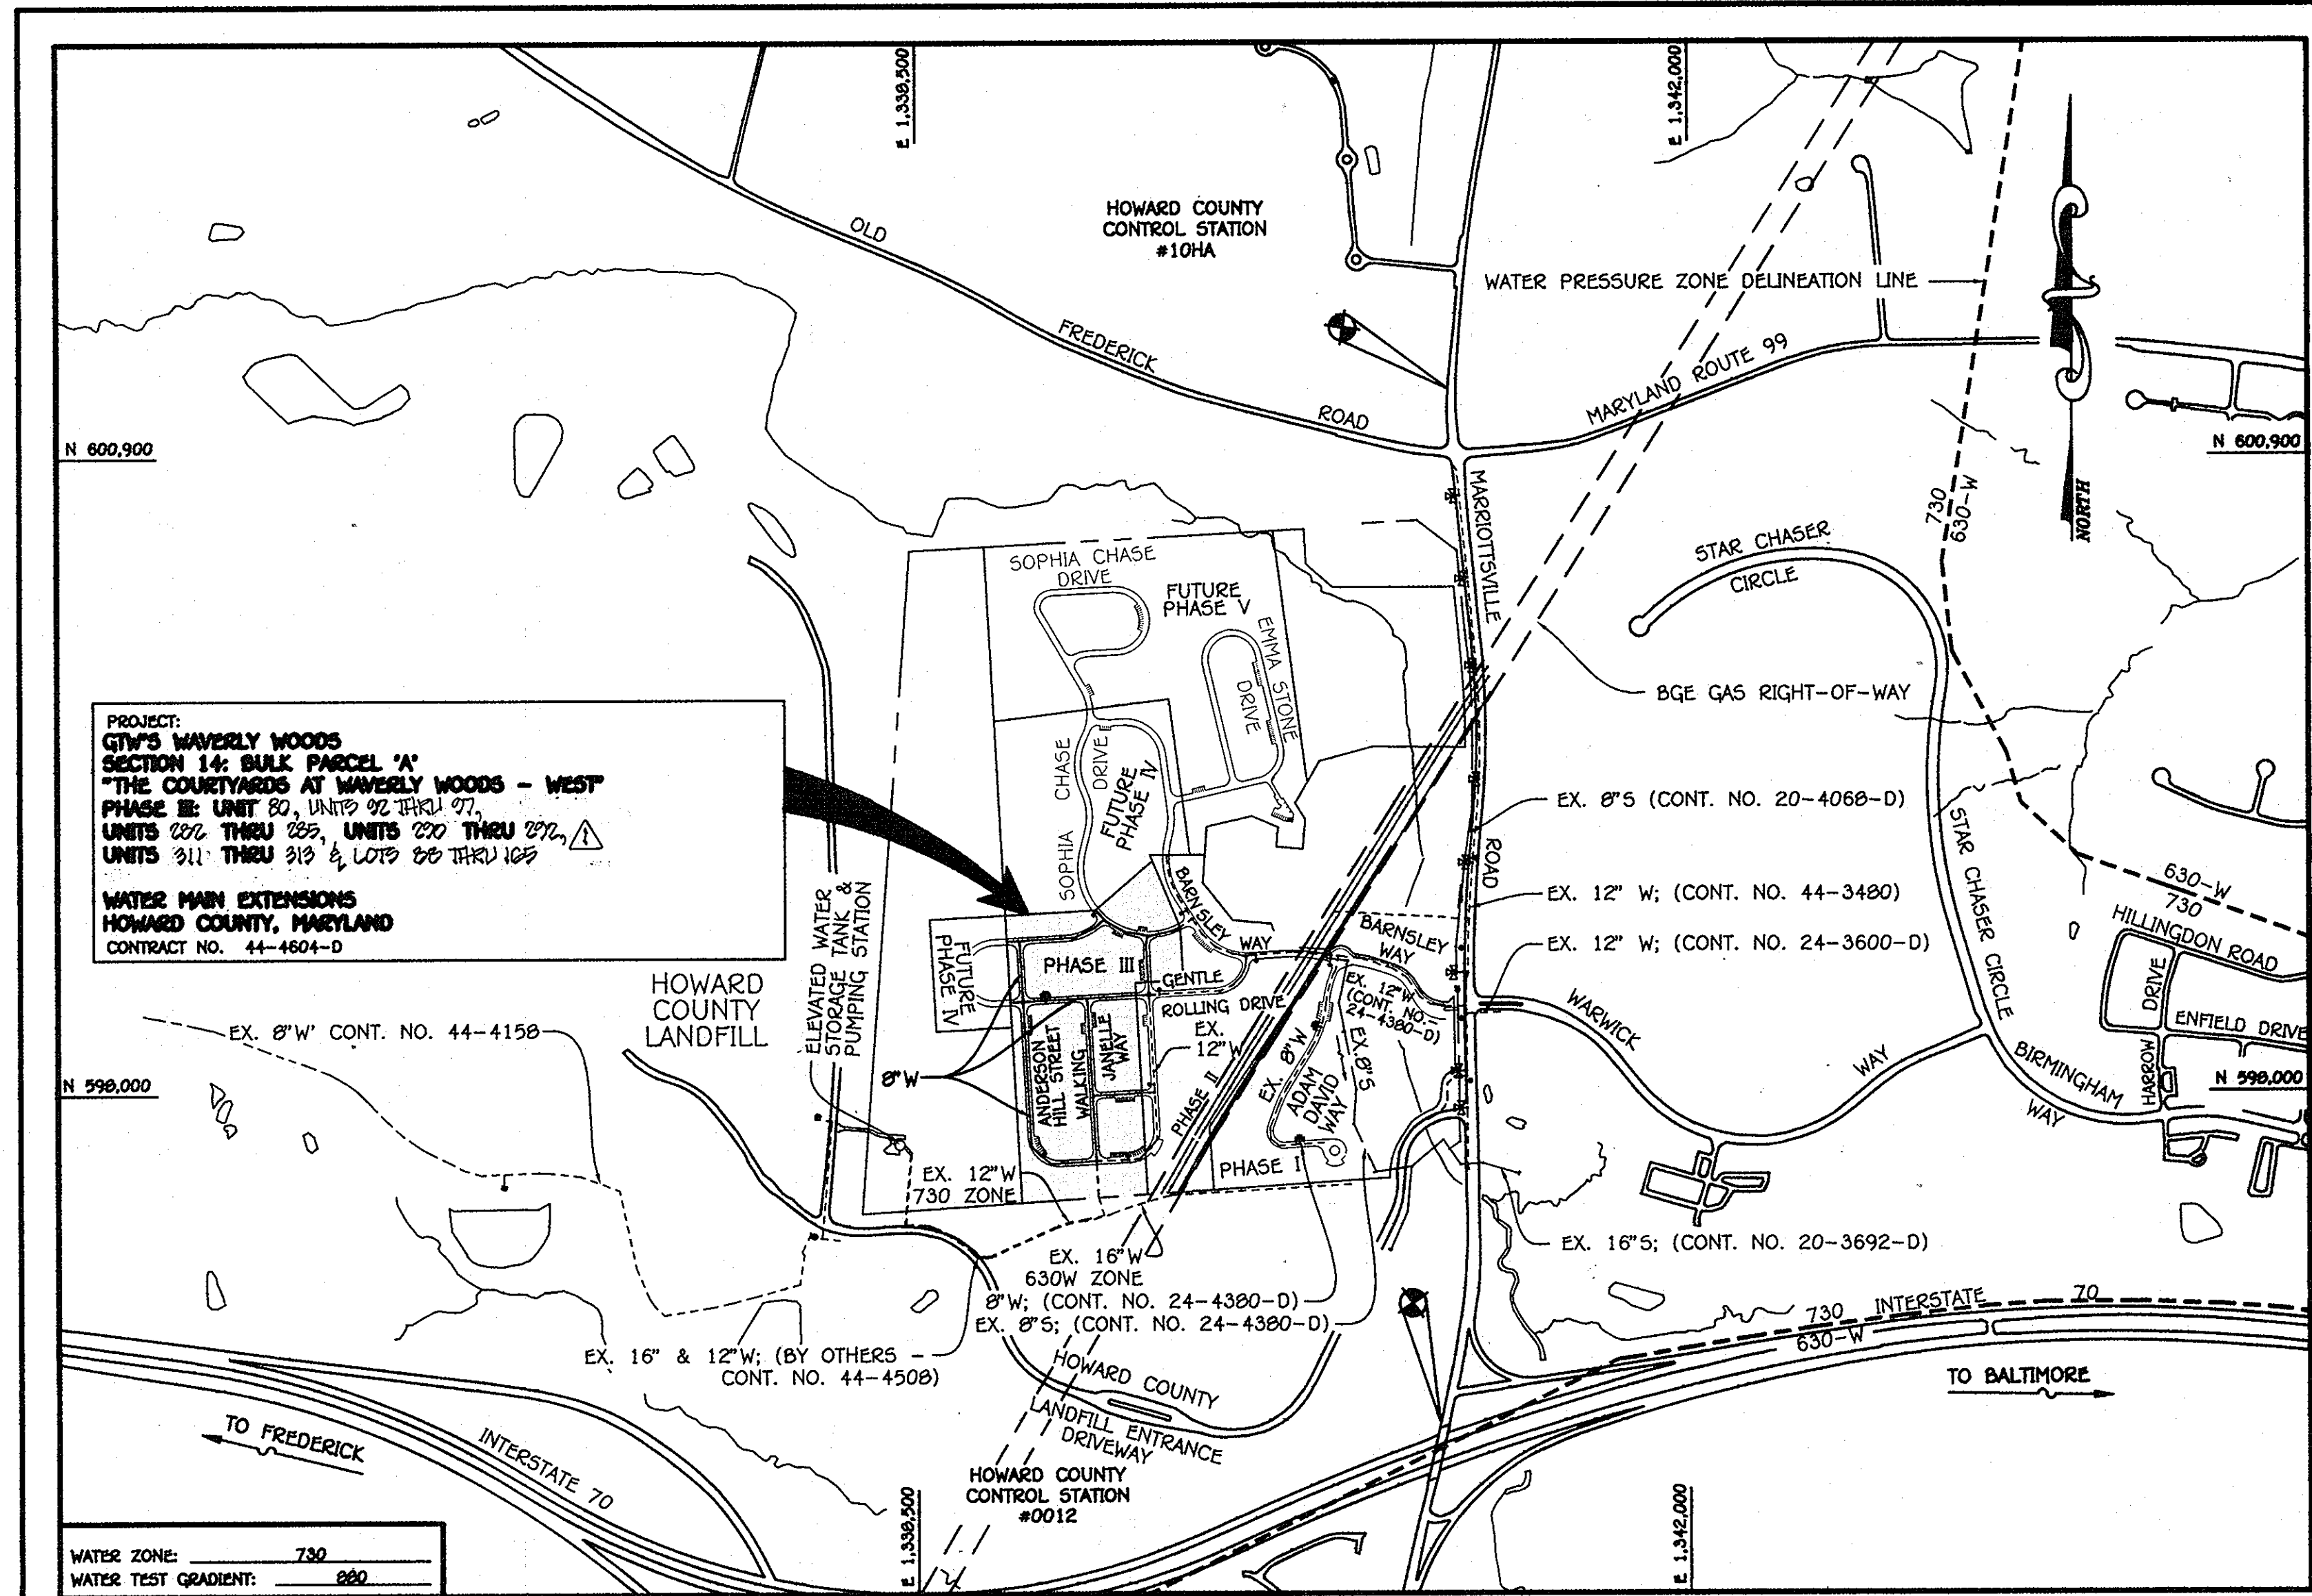 E 1,338,500
E 1,342,000
HOWARD COUNTY
CONTROL STATION
#10HA
OLD
FREDERICK
ROAD
WATER PRESSURE ZONE DELINEATION LINE
MARYLAND ROUTE 99
N 600,900
N 600,900
NORTH
730
630-W
MARRIOTTSVILLE
ROAD
STAR CHASER
CIRCLE
SOPHIA CHASE
DRIVE
FUTURE
PHASE V
EMMA STONE
DRIVE
BGE GAS RIGHT-OF-WAY
PROJECT:
GTW'S WAVERLY WOODS
SECTION 14: BULK PARCEL 'A'
"THE COURTYARDS AT WAVERLY WOODS - WEST"
PHASE III: UNIT 80, UNITS 92 THRU 97,
UNITS 282 THRU 285, UNITS 290 THRU 292, 1
UNITS 311 THRU 313 & LOTS 88 THRU 165
WATER MAIN EXTENSIONS
HOWARD COUNTY, MARYLAND
CONTRACT NO. 44-4604-D
SOPHIA CHASE
DRIVE
FUTURE
PHASE IV
EX. 8"S (CONT. NO. 20-4068-D)
EX. 12" W; (CONT. NO. 44-3480)
EX. 12" W; (CONT. NO. 24-3600-D)
STAR CHASER CIRCLE
630-W
730
HILLINGDON ROAD
DRIVE
HARROW
ENFIELD DRIVE
BIRMINGHAM
WAY
WARWICK
WAY
BARNSLEY
WAY
BARNSLEY
WAY
FUTURE
PHASE IV
PHASE III
GENTLE
ROLLING DRIVE
EX.
12"W
EX. 12"W
(CONT. NO.-
24-4380-D)
ELEVATED WATER
STORAGE TANK &
PUMPING STATION
HOWARD
COUNTY
LANDFILL
EX. 8"W' CONT. NO. 44-4158
8"W
ANDERSON
HILL STREET
WALKING
JANELLE
WAY
PHASE II
EX. 8"W
ADAM
DAVID
WAY
EX.8"S
PHASE I
N 598,000
N 598,000
EX. 12"W
730 ZONE
EX. 16"W
630W ZONE
8"W; (CONT. NO. 24-4380-D)
EX. 8"S; (CONT. NO. 24-4380-D)
EX. 16"S; (CONT. NO. 20-3692-D)
EX. 16" & 12"W; (BY OTHERS -
CONT. NO. 44-4508)
HOWARD COUNTY
LANDFILL ENTRANCE
DRIVEWAY
730
630-W
INTERSTATE 70
TO BALTIMORE
TO FREDERICK
INTERSTATE 70
HOWARD COUNTY
CONTROL STATION
#0012
E 1,338,500
E 1,342,000
WATER ZONE: 730
WATER TEST GRADIENT: 880